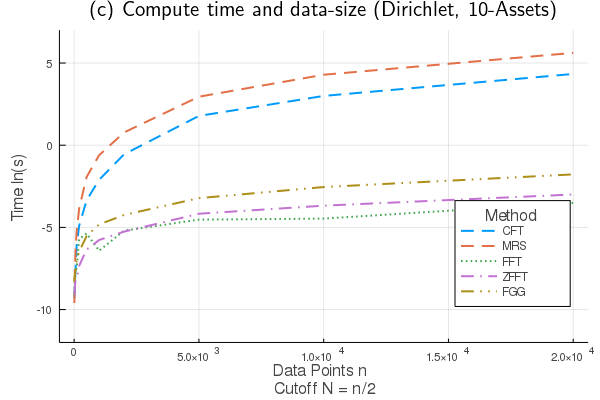 (c) Compute time and data-size (Dirichlet, 10-Assets)
Time ln(s)
5
0
-5
-10
Method
CFT
MRS
FFT
ZFFT
FGG
0
5.0×10³
1.0×10⁴
1.5×10⁴
2.0×10⁴
Data Points n
Cutoff N = n/2